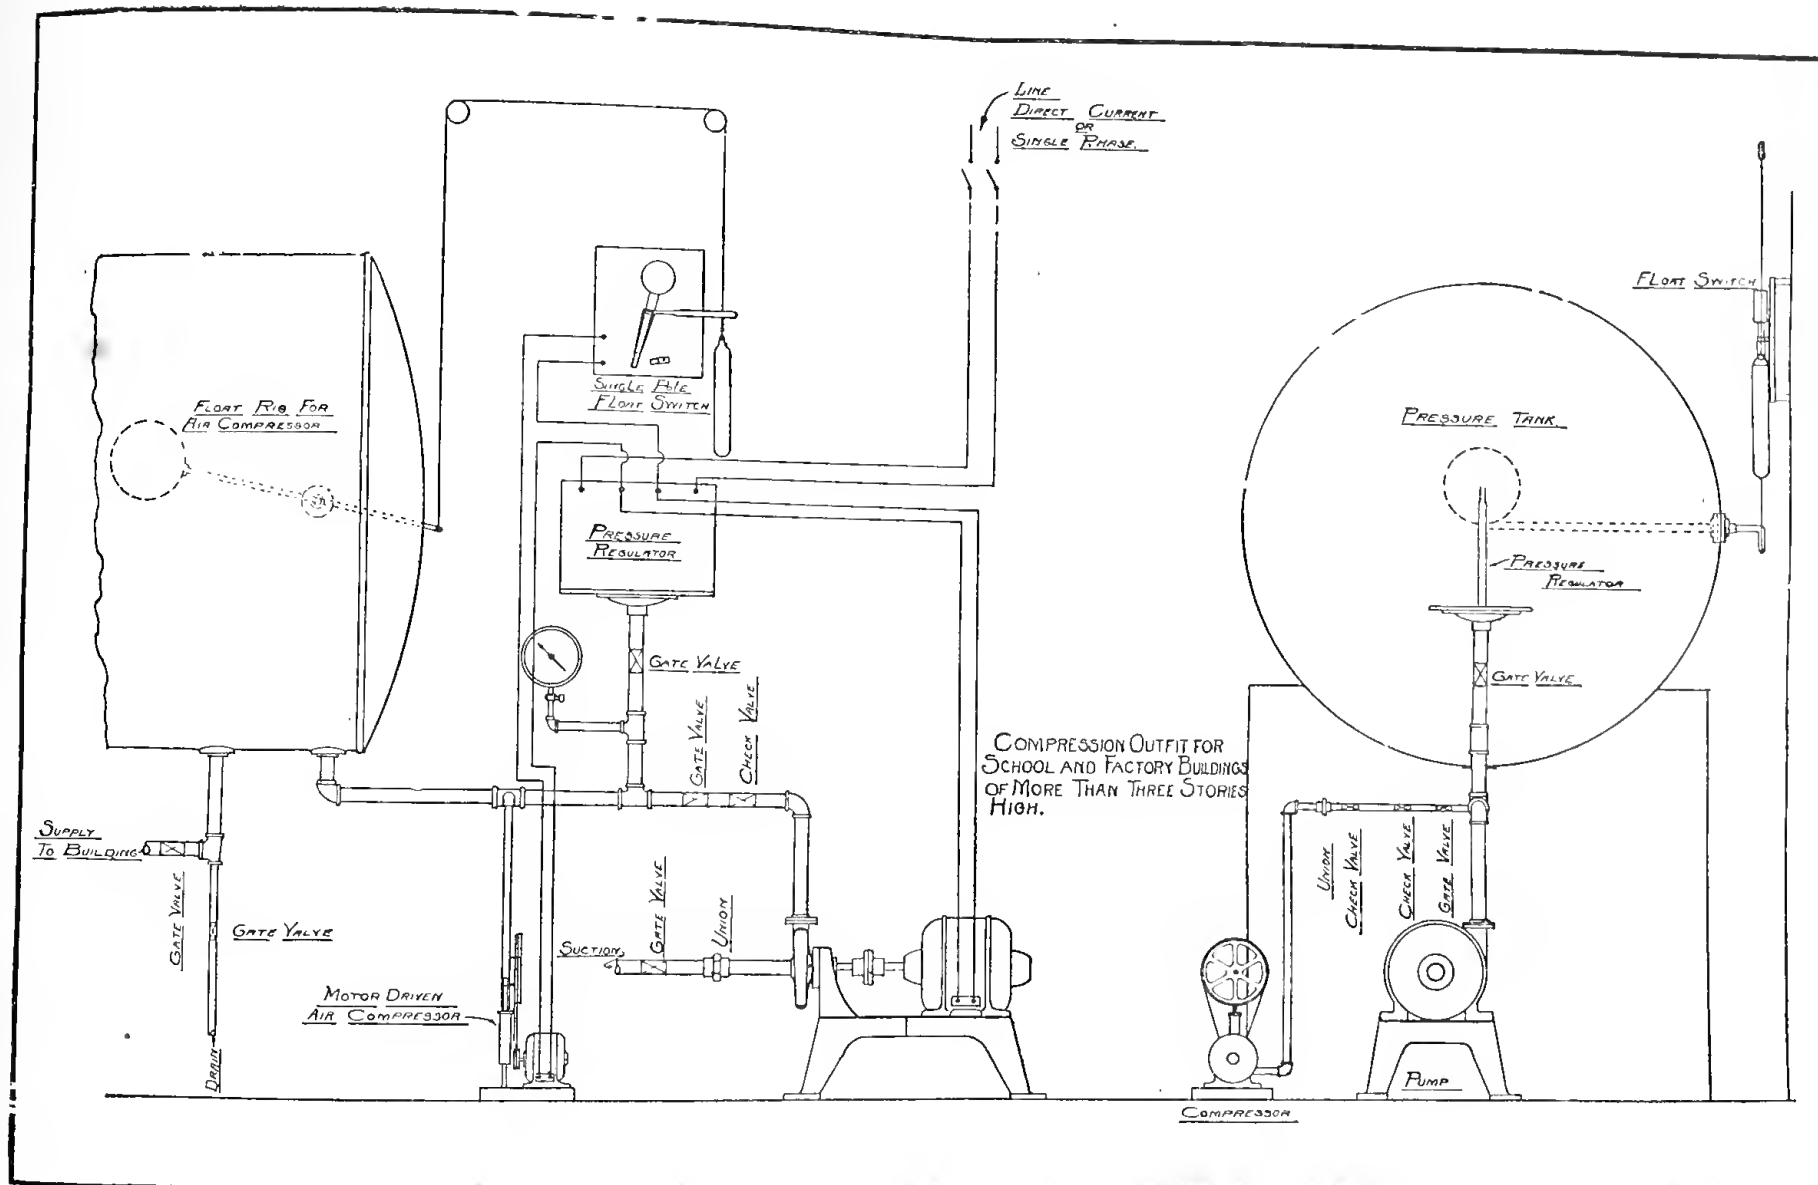 LINE
DIRECT CURRENT
OR
SINGLE PHASE.
FLOAT SWITCH
SINGLE POLE
FLOAT SWITCH
FLOAT RIG FOR
AIR COMPRESSOR
PRESSURE TANK.
PRESSURE
REGULATOR
PRESSURE
REGULATOR
GATE VALVE
GATE VALVE
GATE VALVE
CHECK VALVE
COMPRESSION OUTFIT FOR
SCHOOL AND FACTORY BUILDINGS
OF MORE THAN THREE STORIES
HIGH.
SUPPLY
TO BUILDING
GATE VALVE
GATE VALVE
DRAIN
SUCTION
GATE VALVE
UNION
MOTOR DRIVEN
AIR COMPRESSOR
UNION
CHECK VALVE
CHECK VALVE
GATE VALVE
PUMP
COMPRESSOR